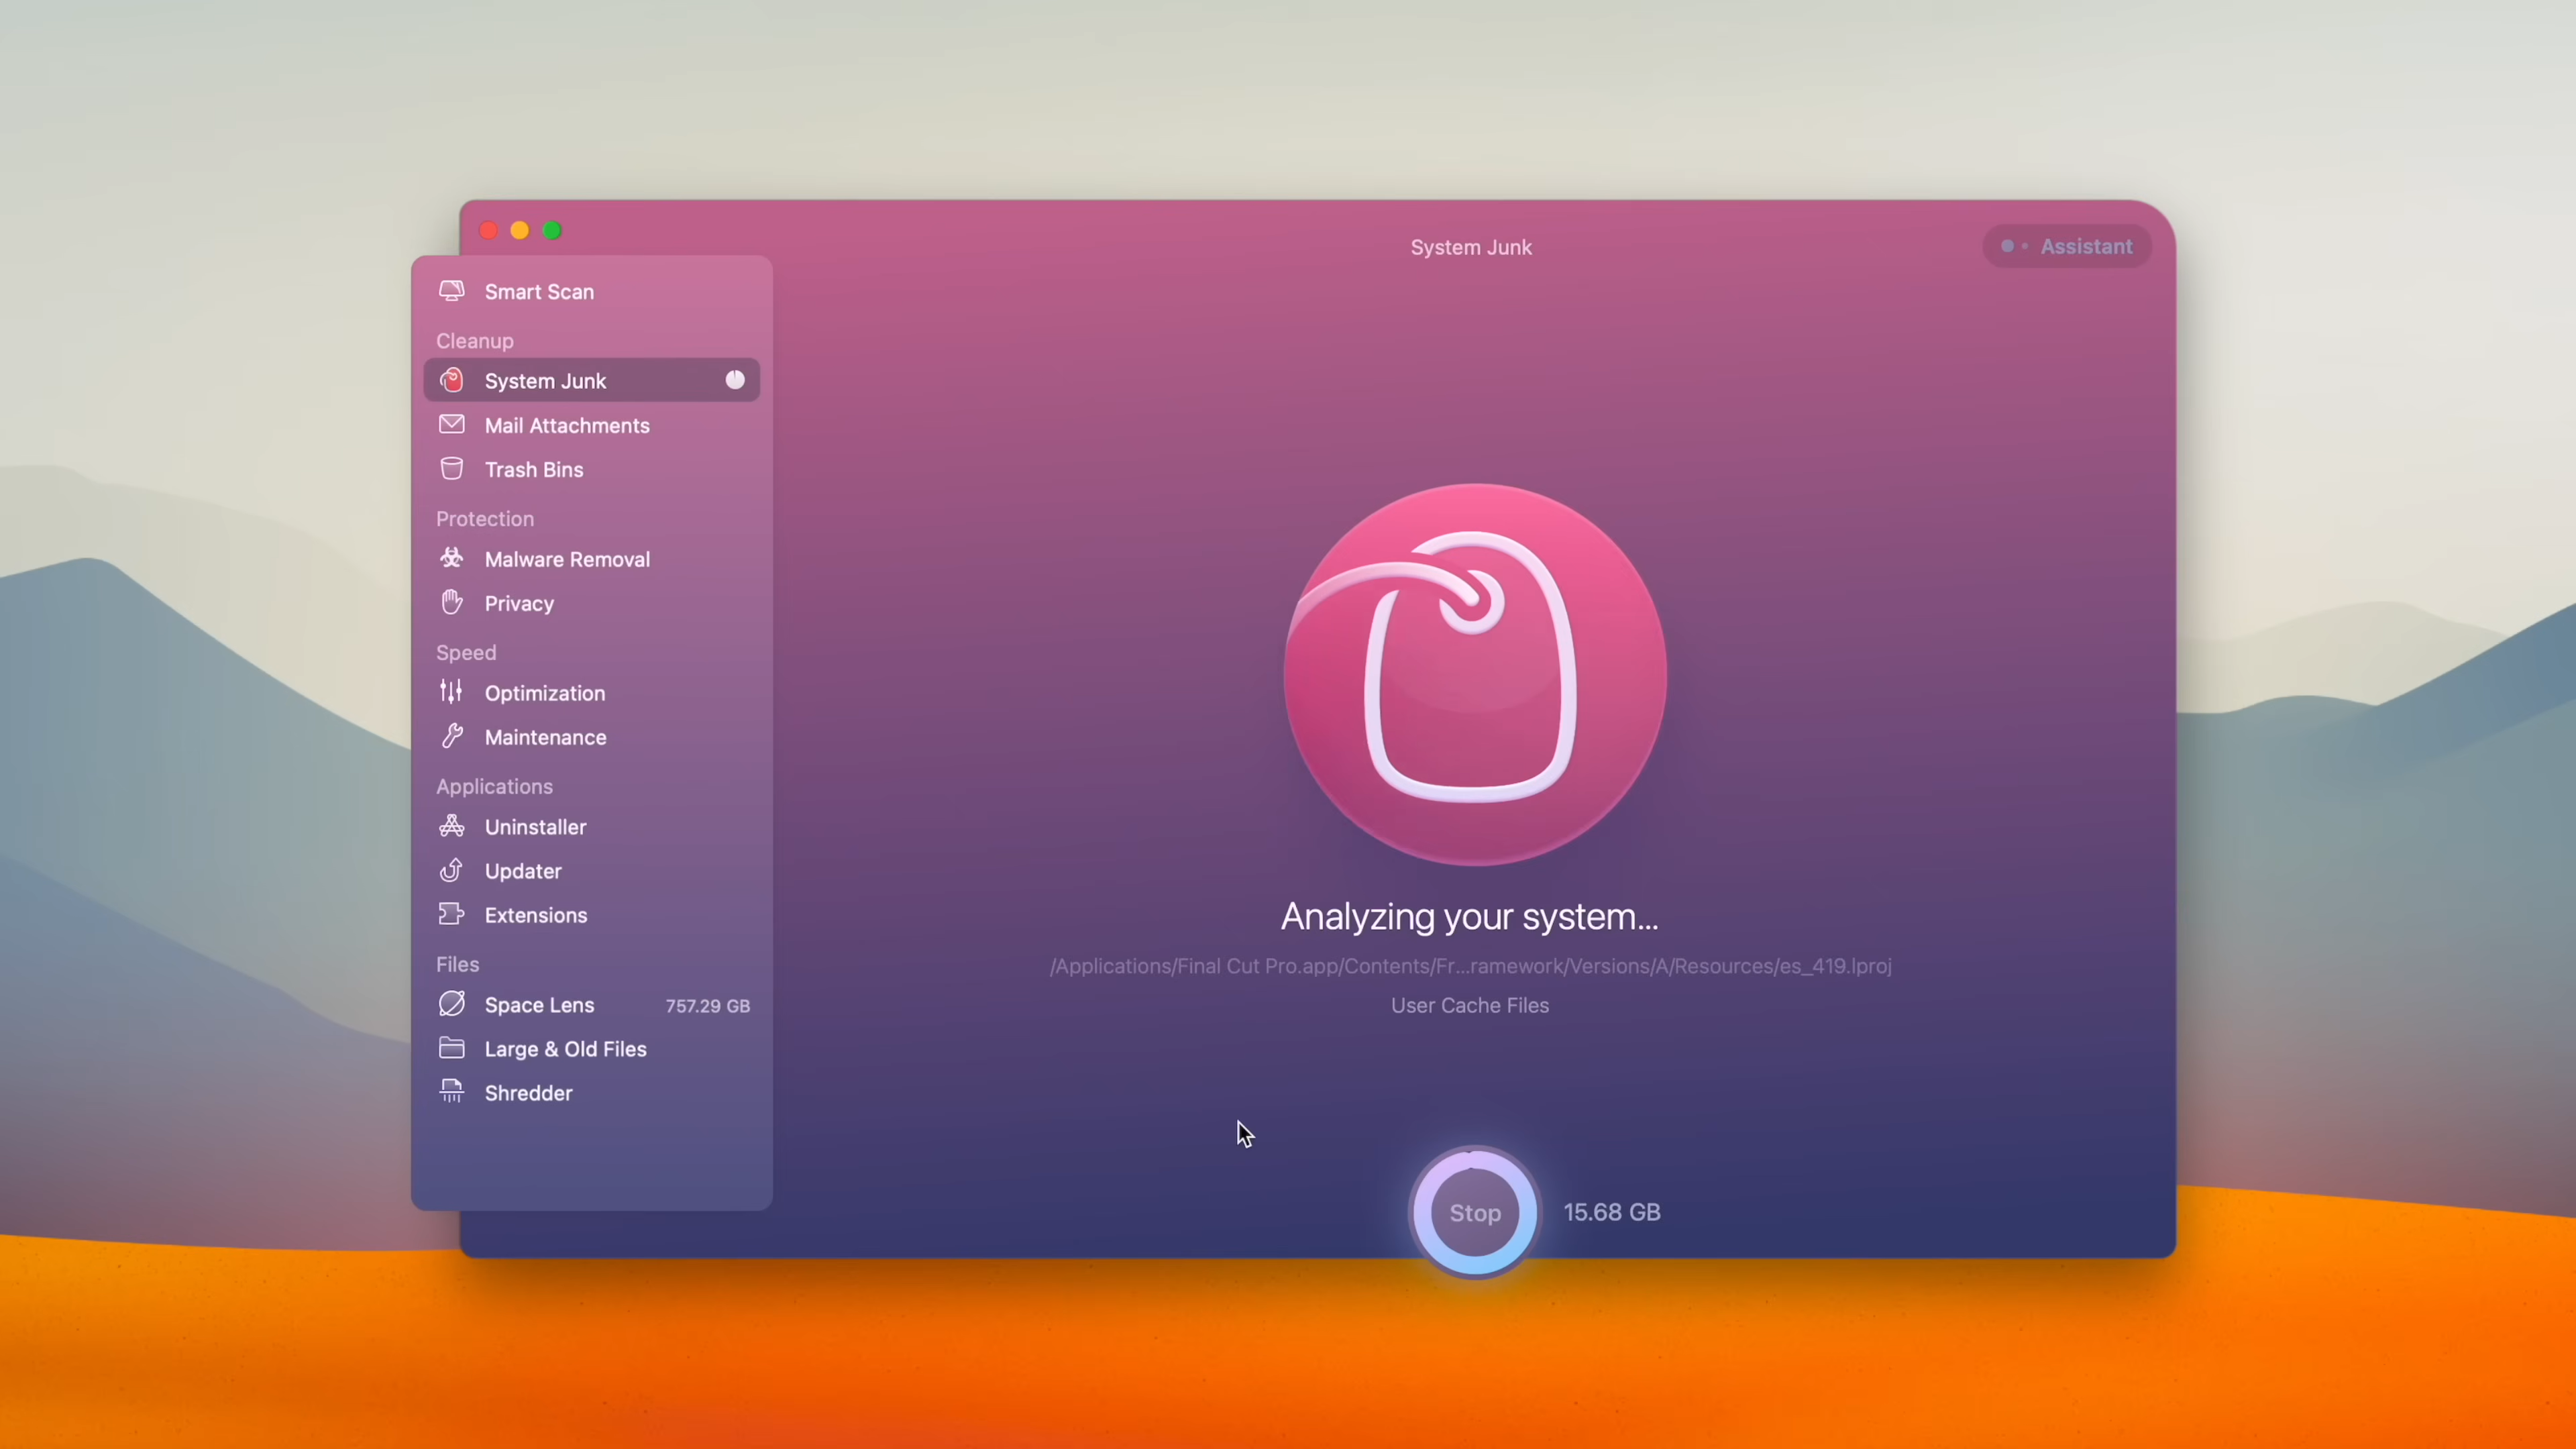 System Junk
Assistant
Smart Scan
Cleanup
System Junk
Mail Attachments
Trash Bins
Protection
Malware Removal
Privacy
Speed
Optimization
Maintenance
Applications
Uninstaller
Updater
Extensions
Files
Space Lens 757.29 GB
Large & Old Files
Shredder
Analyzing your system...
/Applications/Final Cut Pro.app/Contents/Fr...ramework/Versions/A/Resources/es_419.lproj
User Cache Files
Stop 15.68 GB